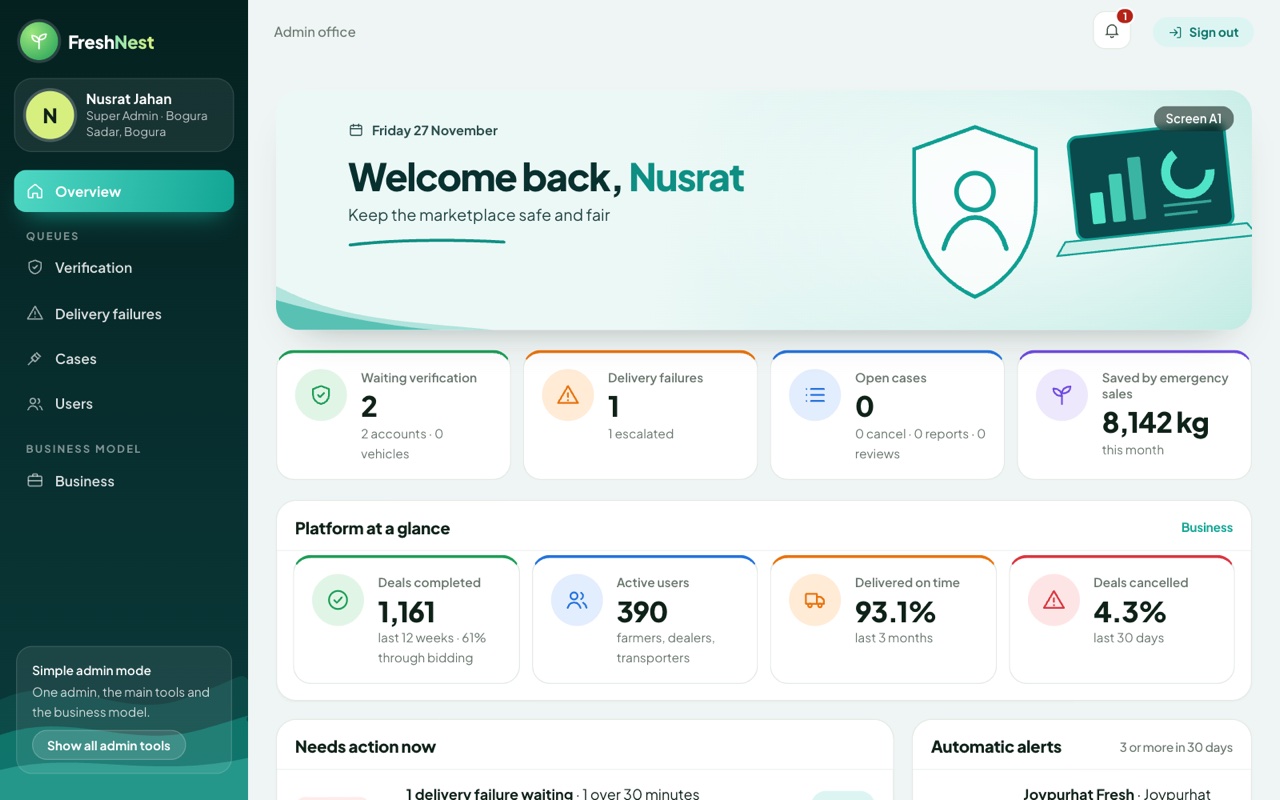 FreshNest
N
Nusrat Jahan
Super Admin · Bogura
Sadar, Bogura
Overview
QUEUES
Verification
Delivery failures
Cases
Users
BUSINESS MODEL
Business
Simple admin mode
One admin, the main tools and
the business model.
Show all admin tools
Admin office
1
Sign out
Friday 27 November
Screen A1
Welcome back, Nusrat
Keep the marketplace safe and fair
Waiting verification
2
2 accounts · 0
vehicles
Delivery failures
1
1 escalated
Open cases
0
0 cancel · 0 reports · 0
reviews
Saved by emergency
sales
8,142 kg
this month
Platform at a glance
Business
Deals completed
1,161
last 12 weeks · 61%
through bidding
Active users
390
farmers, dealers,
transporters
Delivered on time
93.1%
last 3 months
Deals cancelled
4.3%
last 30 days
Needs action now
1 delivery failure waiting · 1 over 30 minutes
Automatic alerts
3 or more in 30 days
Joypurhat Fresh · Joypurhat